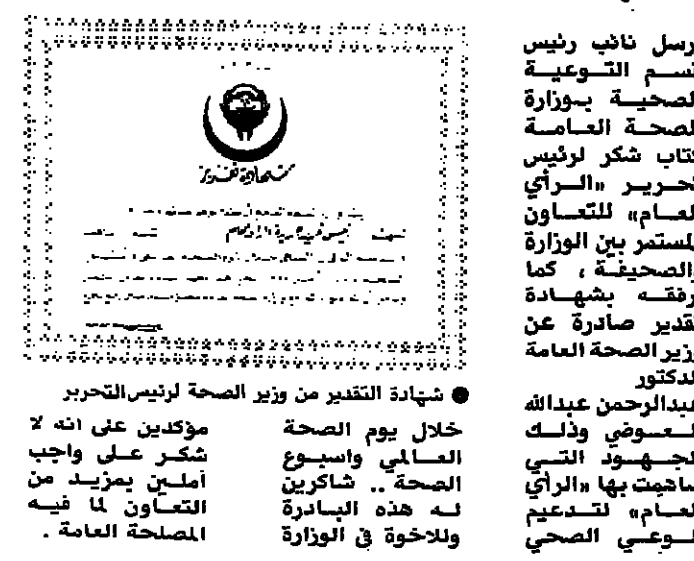 رسل نائب رئيس
قسم التوعية
الصحية بوزارة
الصحة العامة
كتاب شكر لرئيس
تحرير «الرأي
العام» للتعاون
المستمر بين الوزارة
والصحيفة ، كما
رفقه بشهادة
تقدير صادرة عن
وزير الصحة العامة
الدكتور
عبدالرحمن عبدالله
العوضي وذلك
لجهود التي
ساهمت بها «الرأي
العام» لتدعيم
الوعي الصحي
شهادة تقدير
● شهادة التقدير من وزير الصحة لرئيس التحرير
خلال يوم الصحة
العالمي واسبوع
الصحة .. شاكرين
له هذه البادرة
وللاخوة في الوزارة
مؤكدين على انه لا
شكر على واجب
آملين بمزيد من
التعاون لما فيه
المصلحة العامة .